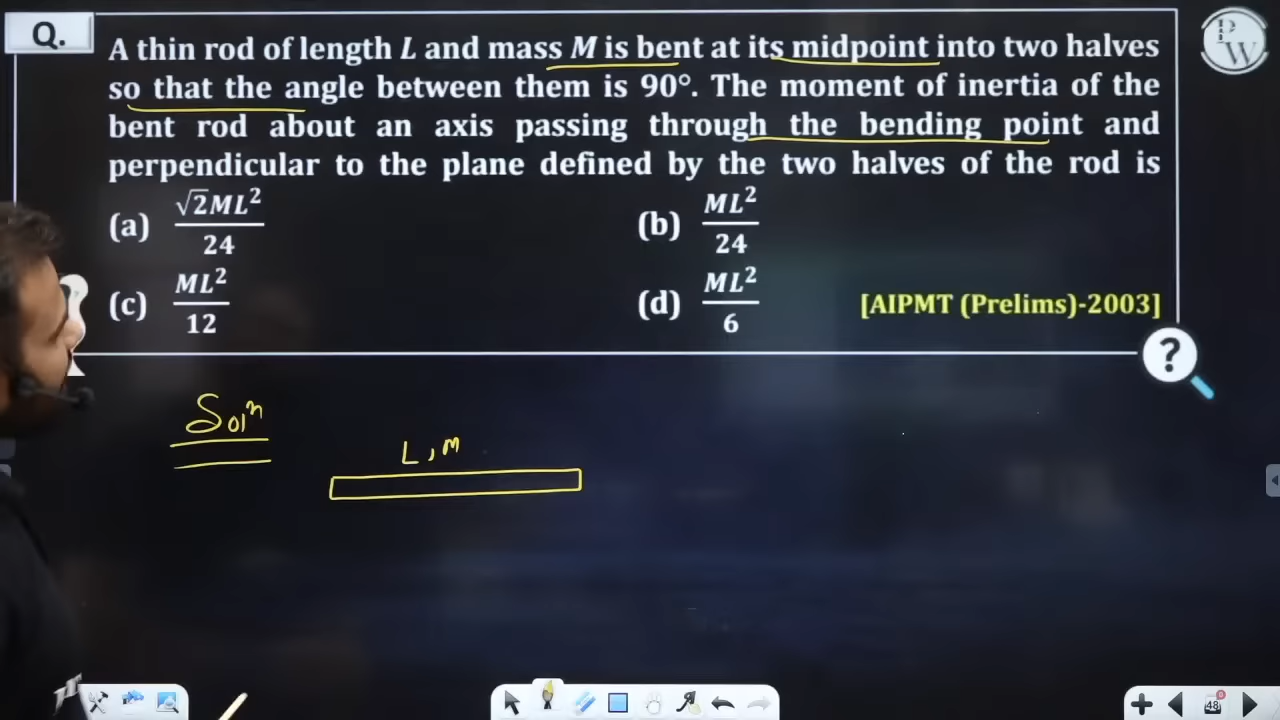 Q.
A thin rod of length L and mass M is bent at its midpoint into two halves
so that the angle between them is 90°. The moment of inertia of the
bent rod about an axis passing through the bending point and
perpendicular to the plane defined by the two halves of the rod is
(a) √2ML²/24 (b) ML²/24
(c) ML²/12 (d) ML²/6 [AIPMT (Prelims)-2003]
PW
?
Solⁿ
L, M
48